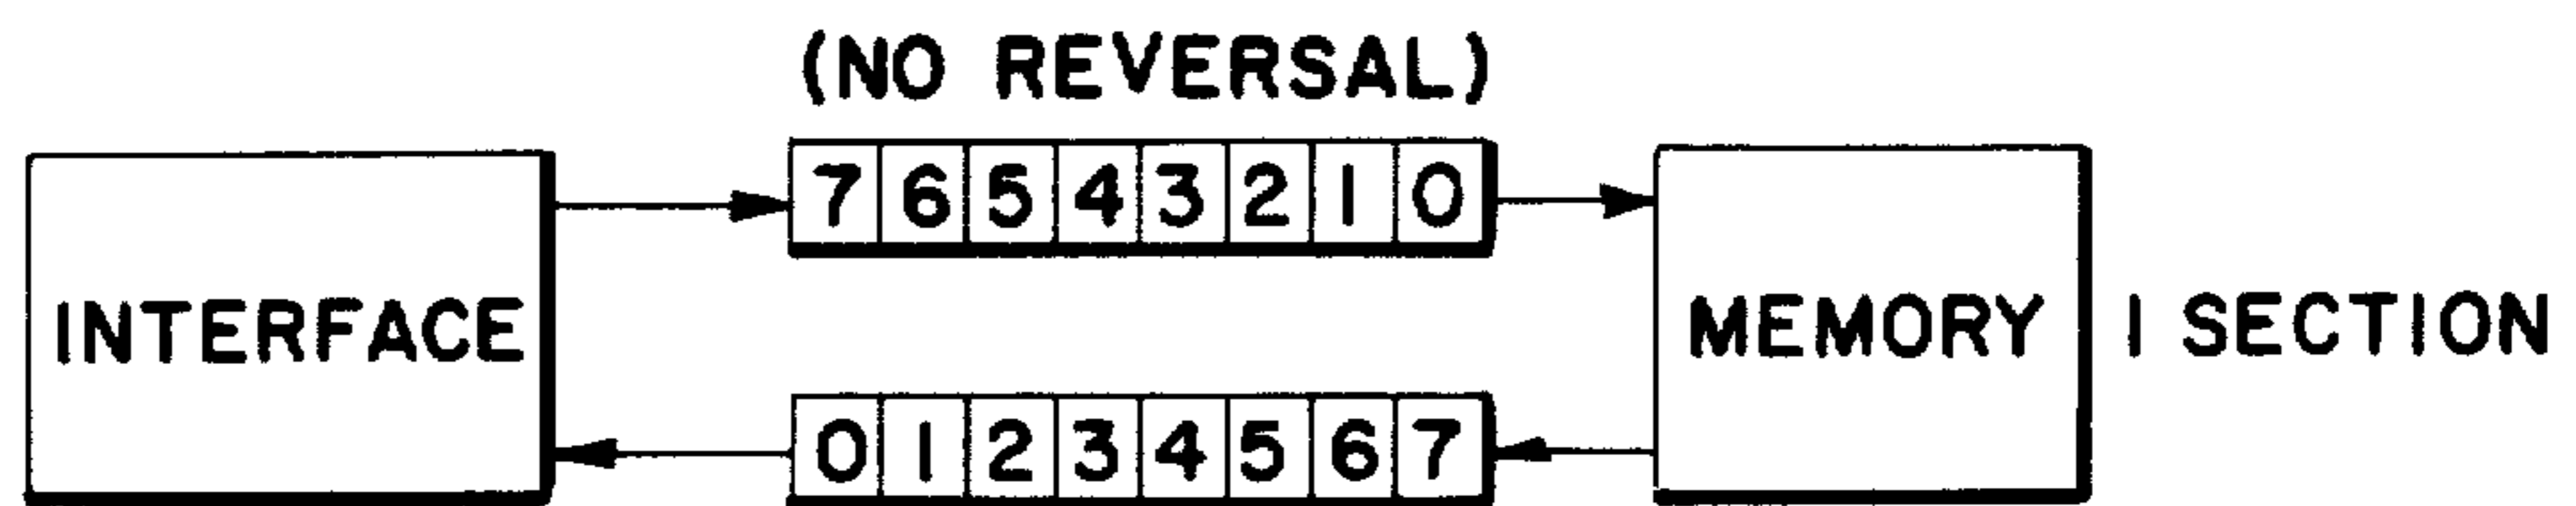 (NO REVERSAL)
7 6 5 4 3 2 1 0
INTERFACE
MEMORY
1 SECTION
0 1 2 3 4 5 6 7